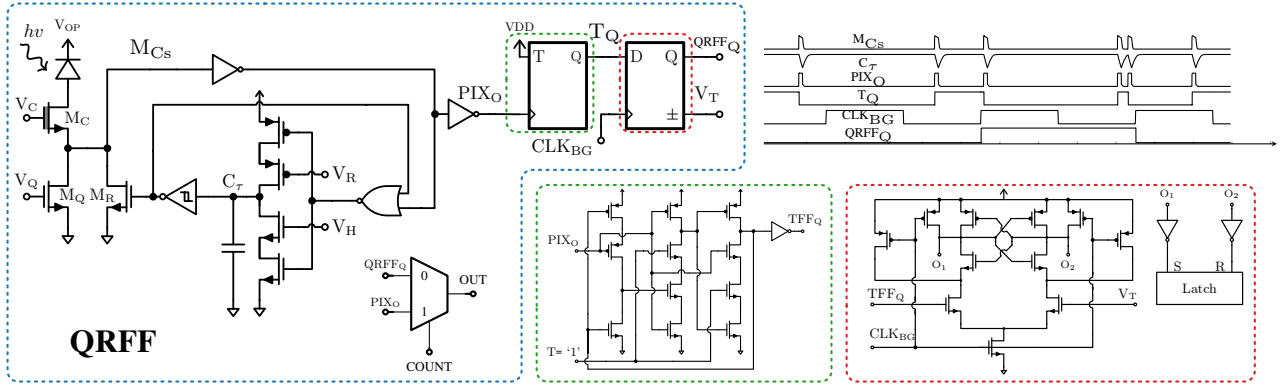 hν
V_OP
M_Cs
V_C
M_C
V_Q
M_Q
M_R
C_τ
V_R
V_H
PIX_O
VDD
T
Q
T_Q
D
Q
±
QRFF_Q
V_T
CLK_BG
QRFF_Q
0
PIX_O
1
OUT
COUNT
QRFF
M_Cs
C_τ
PIX_O
T_Q
CLK_BG
QRFF_Q
PIX_O
T= ‘1’
TFF_Q
O_1
O_2
TFF_Q
V_T
CLK_BG
O_1
O_2
S
R
Latch